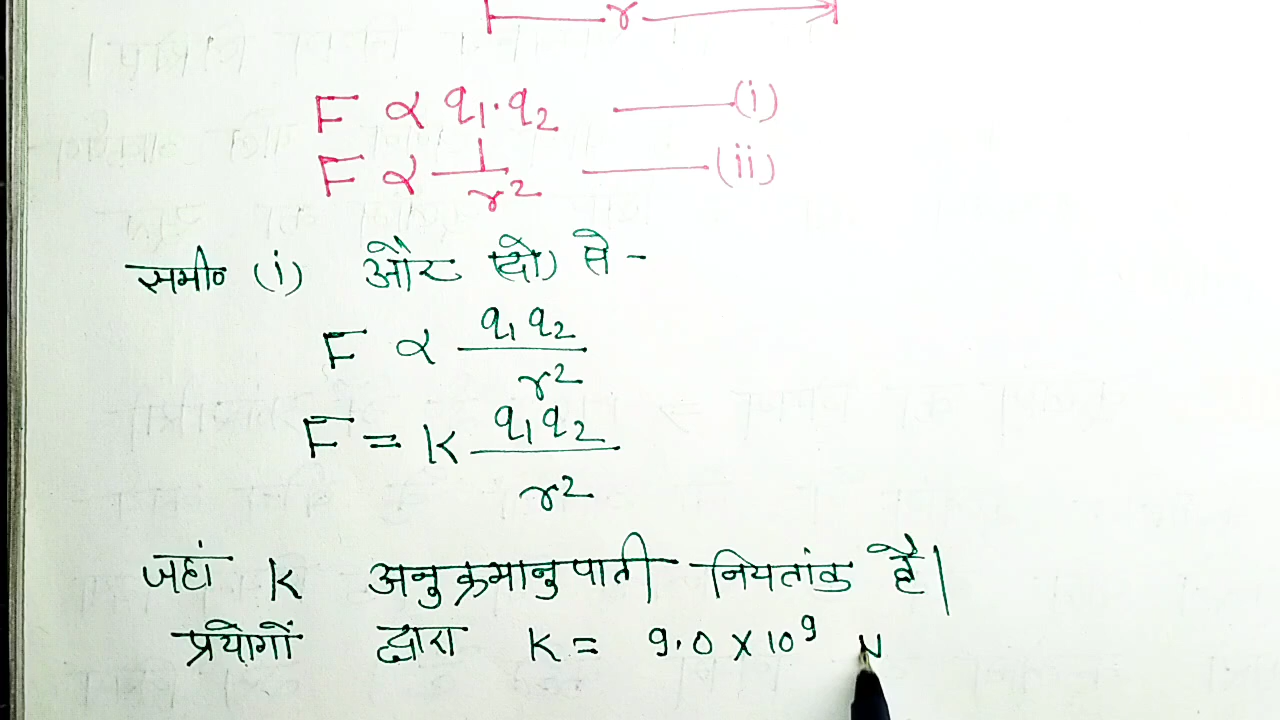 r
F ∝ q₁·q₂ ——— (i)
F ∝ 1/r² ——— (ii)
समी० (i) और (दो) से -
F ∝ q₁q₂/r²
F = K q₁q₂/r²
जहां K अनुक्रमानुपाती नियतांक है।
प्रयोगों द्वारा K = 9.0 × 10⁹ N